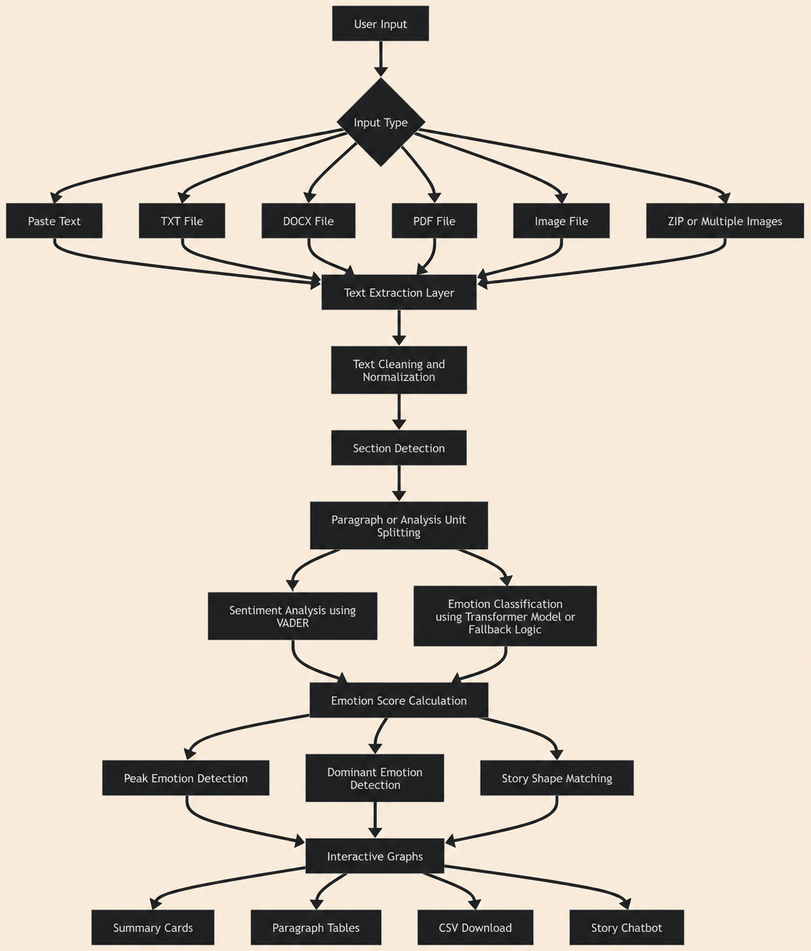 User Input
Input Type
Paste Text
TXT File
DOCX File
PDF File
Image File
ZIP or Multiple Images
Text Extraction Layer
Text Cleaning and
Normalization
Section Detection
Paragraph or Analysis Unit
Splitting
Sentiment Analysis using
VADER
Emotion Classification
using Transformer Model or
Fallback Logic
Emotion Score Calculation
Peak Emotion Detection
Dominant Emotion
Detection
Story Shape Matching
Interactive Graphs
Summary Cards
Paragraph Tables
CSV Download
Story Chatbot